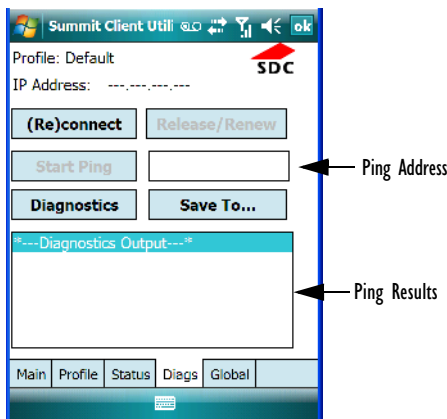 Summit Client Utili ok
Profile: Default
SDC
IP Address: ---.---.---.---
(Re)connect Release/Renew
Start Ping
Ping Address
Diagnostics Save To...
*---Diagnostics Output---*
Ping Results
Main Profile Status Diags Global